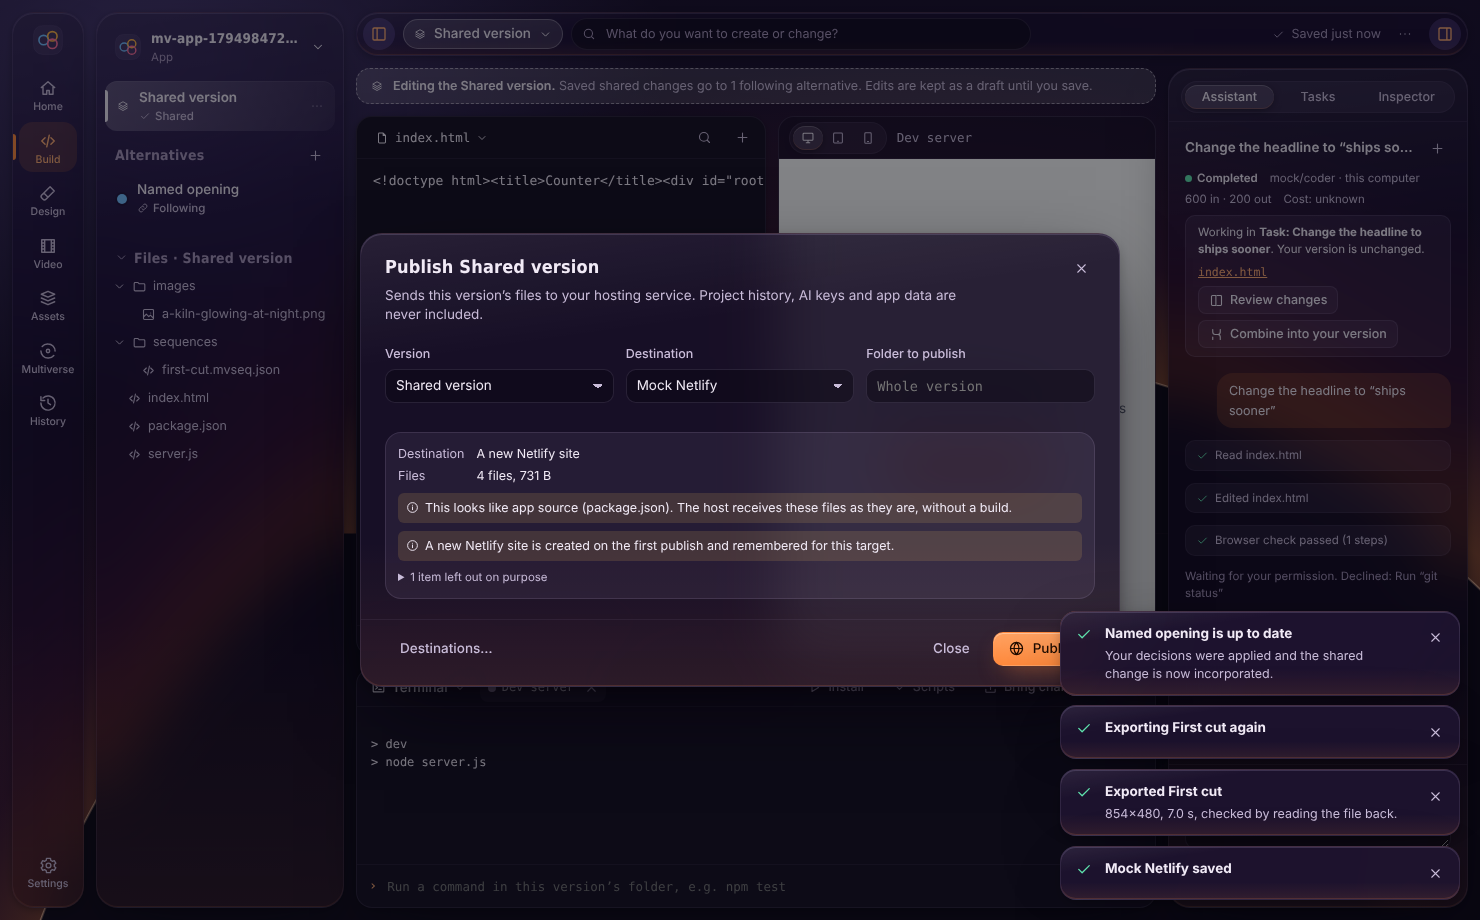 mv-app-179498472...
App
Shared version
What do you want to create or change?
Saved just now
Home
Build
Design
Video
Assets
Multiverse
History
Settings
Shared version
Shared
Alternatives
Named opening
Following
Files · Shared version
images
a-kiln-glowing-at-night.png
sequences
first-cut.mvseq.json
index.html
package.json
server.js
Editing the Shared version. Saved shared changes go to 1 following alternative. Edits are kept as a draft until you save.
index.html
<!doctype html><title>Counter</title><div id="root
Dev server
Publish Shared version
Sends this version’s files to your hosting service. Project history, AI keys and app data are
never included.
Version
Destination
Folder to publish
Shared version
Mock Netlify
Whole version
Destination A new Netlify site
Files 4 files, 731 B
This looks like app source (package.json). The host receives these files as they are, without a build.
A new Netlify site is created on the first publish and remembered for this target.
1 item left out on purpose
Destinations...
Close
Terminal
Dev server
Install
Scripts
> dev
> node server.js
› Run a command in this version’s folder, e.g. npm test
Assistant
Tasks
Inspector
Change the headline to “ships so...
Completed mock/coder · this computer
600 in · 200 out Cost: unknown
Working in Task: Change the headline to
ships sooner. Your version is unchanged.
index.html
Review changes
Combine into your version
Change the headline to “ships
sooner”
Read index.html
Edited index.html
Browser check passed (1 steps)
Waiting for your permission. Declined: Run “git
status”
Named opening is up to date
Your decisions were applied and the shared
change is now incorporated.
Exporting First cut again
Exported First cut
854×480, 7.0 s, checked by reading the file back.
Mock Netlify saved